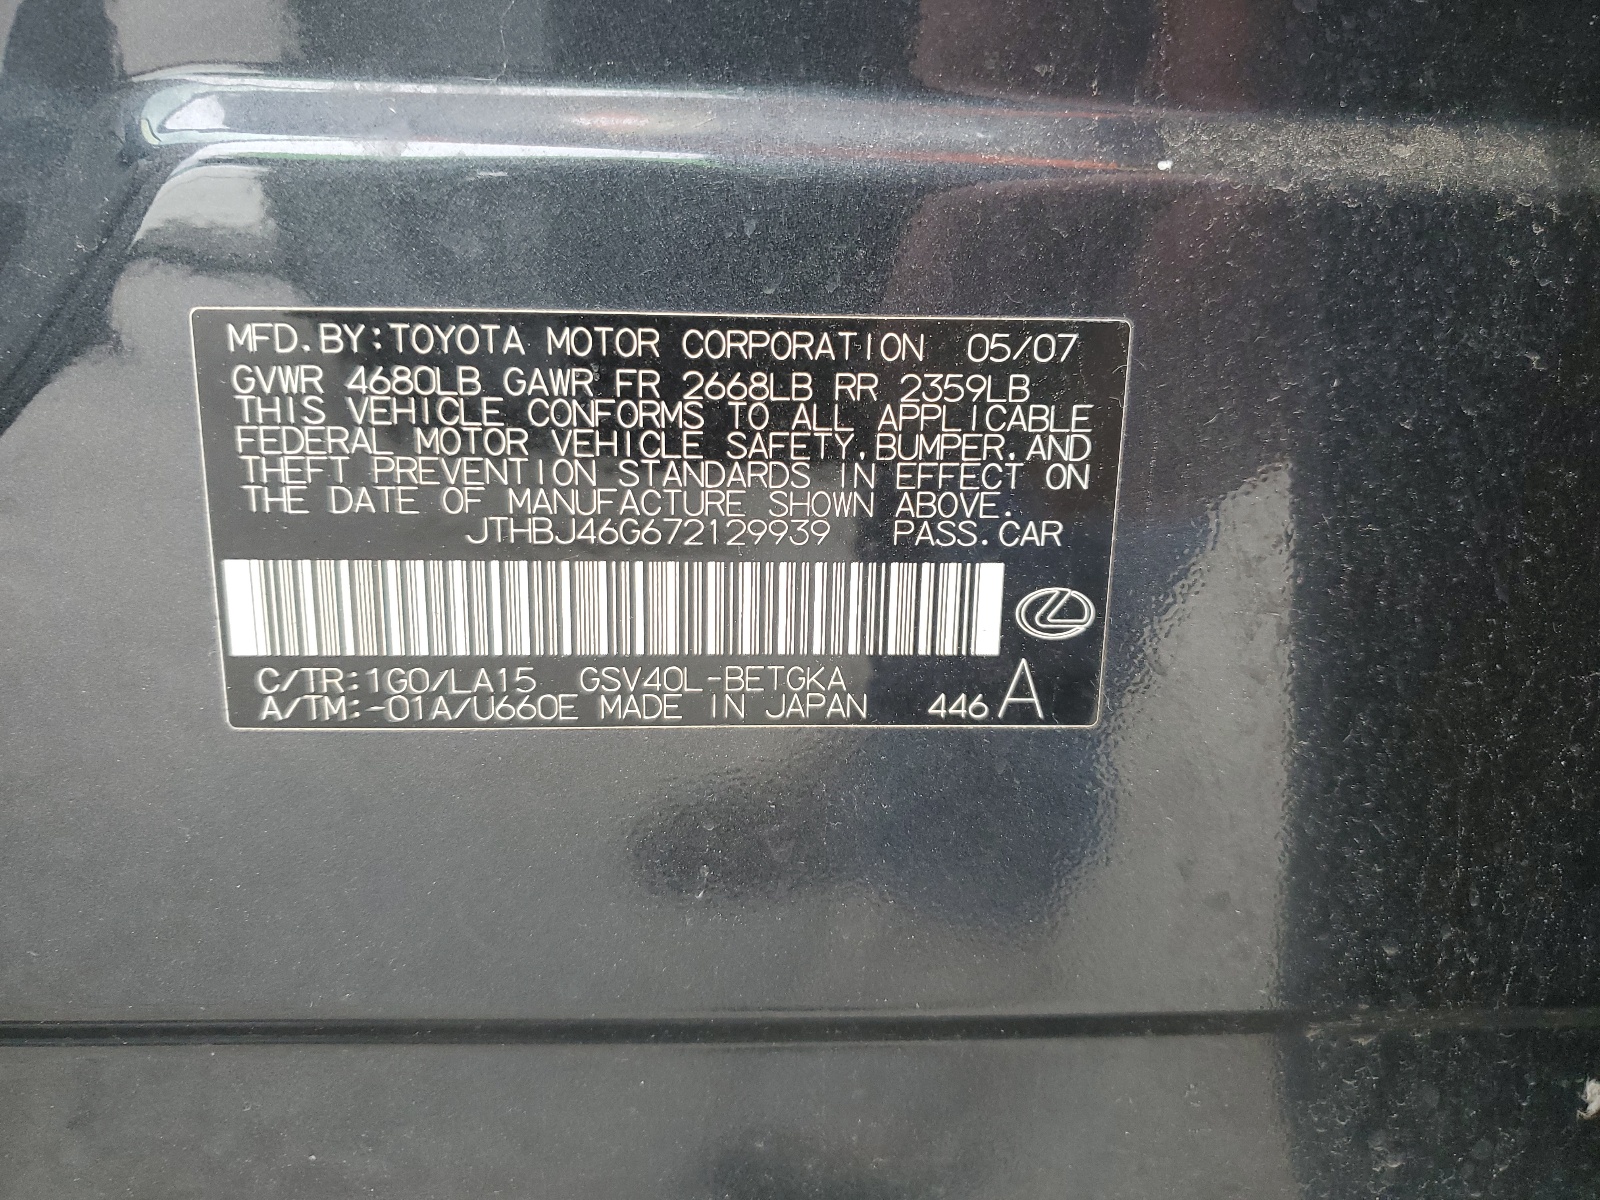 MFD.BY:TOYOTA MOTOR CORPORATION 05/07
GVWR 4680LB GAWR FR 2668LB RR 2359LB
THIS VEHICLE CONFORMS TO ALL APPLICABLE
FEDERAL MOTOR VEHICLE SAFETY,BUMPER,AND
THEFT PREVENTION STANDARDS IN EFFECT ON
THE DATE OF MANUFACTURE SHOWN ABOVE.
JTHBJ46G672129939 PASS.CAR
C/TR:1G0/LA15 GSV40L-BETGKA
A/TM:-01A/U660E MADE IN JAPAN 446 A